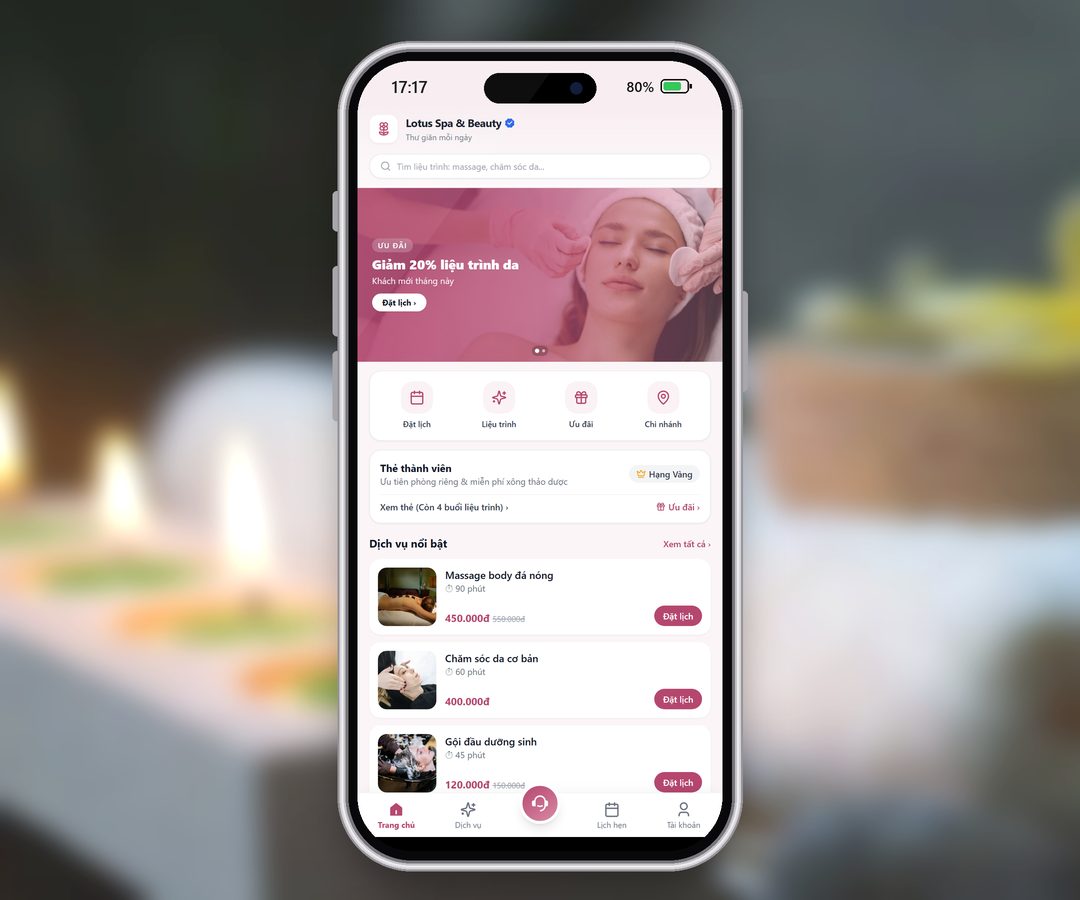 17:17
80%
Lotus Spa & Beauty
Thư giãn mỗi ngày
Tìm liệu trình: massage, chăm sóc da...
ƯU ĐÃI
Giảm 20% liệu trình da
Khách mới tháng này
Đặt lịch ›
Đặt lịch
Liệu trình
Ưu đãi
Chi nhánh
Thẻ thành viên
Ưu tiên phòng riêng & miễn phí xông thảo dược
Hạng Vàng
Xem thẻ (Còn 4 buổi liệu trình) ›
Ưu đãi ›
Dịch vụ nổi bật
Xem tất cả ›
Massage body đá nóng
90 phút
450.000đ 550.000đ
Đặt lịch
Chăm sóc da cơ bản
60 phút
400.000đ
Đặt lịch
Gội đầu dưỡng sinh
45 phút
120.000đ 150.000đ
Đặt lịch
Trang chủ
Dịch vụ
Lịch hẹn
Tài khoản